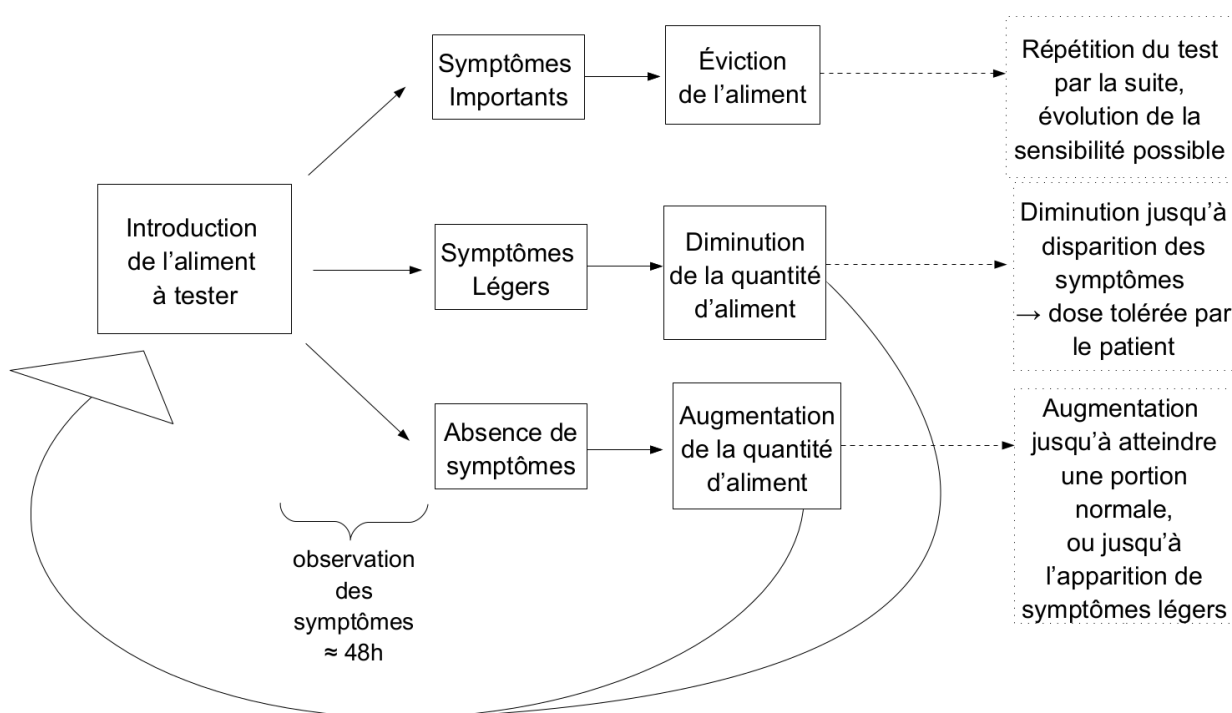 Introduction
de l’aliment
à tester
Symptômes
Importants
Éviction
de l’aliment
Répétition du test
par la suite,
évolution de la
sensibilité possible
Symptômes
Légers
Diminution
de la quantité
d’aliment
Diminution jusqu’à
disparition des
symptômes
→ dose tolérée par
le patient
Absence de
symptômes
Augmentation
de la quantité
d’aliment
Augmentation
jusqu’à atteindre
une portion
normale,
ou jusqu’à
l’apparition de
symptômes légers
observation
des
symptômes
≈ 48h